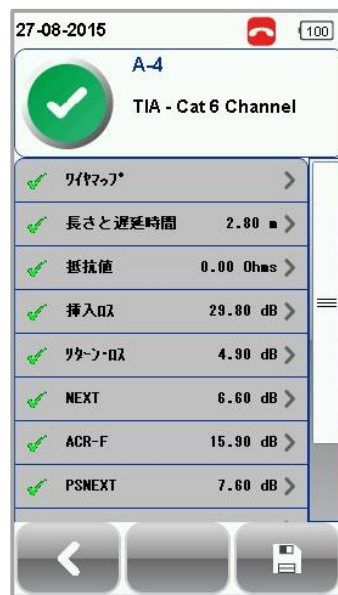 27-08-2015
100
A-4
TIA - Cat 6 Channel
ﾜｲﾔﾏｯﾌﾟ
長さと遅延時間 2.80 m
抵抗値 0.00 Ohms
挿入ﾛｽ 29.80 dB
ﾘﾀｰﾝ･ﾛｽ 4.90 dB
NEXT 6.60 dB
ACR-F 15.90 dB
PSNEXT 7.60 dB